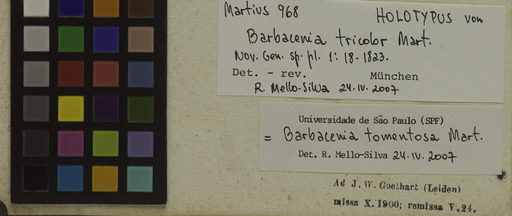 Martius 968 HOLOTYPUS von
Barbacenia tricolor Mart.
Nov. Gen. sp. pl. 1: 18. 1823.
Det. - rev. München
R. Mello-Silva 24.IV.2007
Universidade de São Paulo (SPF)
= Barbacenia tomentosa Mart.
Det. R. Mello-Silva 24.IV.2007
Ad J. W. Goethart (Leiden)
missa X. 1900; remissa V. 24.